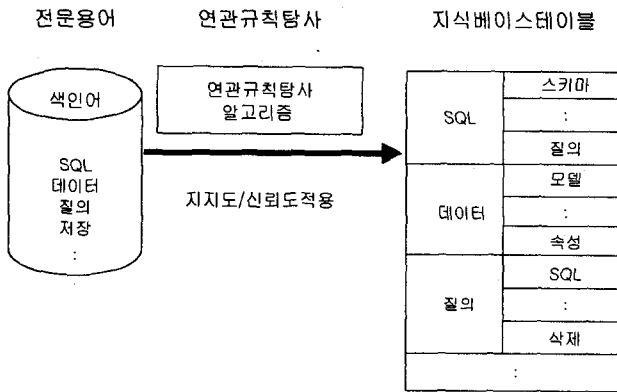 전문용어 연관규칙탐사 지식베이스테이블
색인어
SQL
데이터
질의
저장
:
연관규칙탐사
알고리즘
지지도/신뢰도적용
SQL
스키마
:
질의
데이터
모델
:
속성
질의
SQL
:
삭제
: